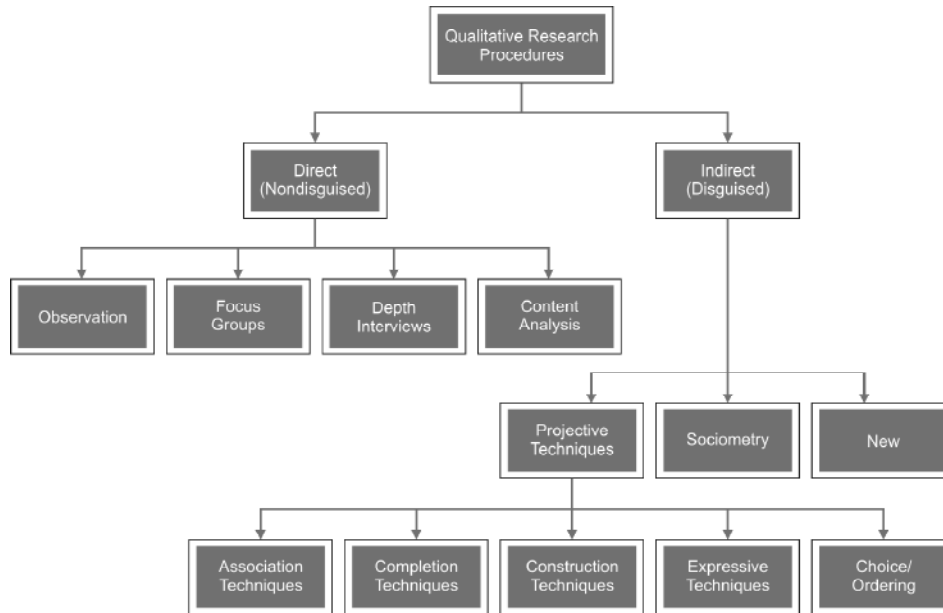 Qualitative Research
Procedures
Direct
(Nondisguised)
Indirect
(Disguised)
Observation
Focus
Groups
Depth
Interviews
Content
Analysis
Projective
Techniques
Sociometry
New
Association
Techniques
Completion
Techniques
Construction
Techniques
Expressive
Techniques
Choice/
Ordering